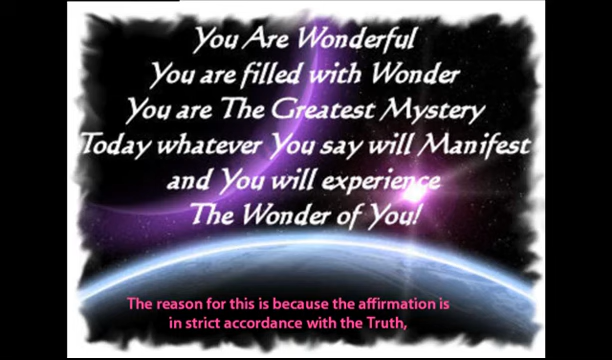 You Are Wonderful
You are filled with Wonder
You are The Greatest Mystery
Today whatever You say will Manifest
and You will experience
The Wonder of You!
The reason for this is because the affirmation is
in strict accordance with the Truth,